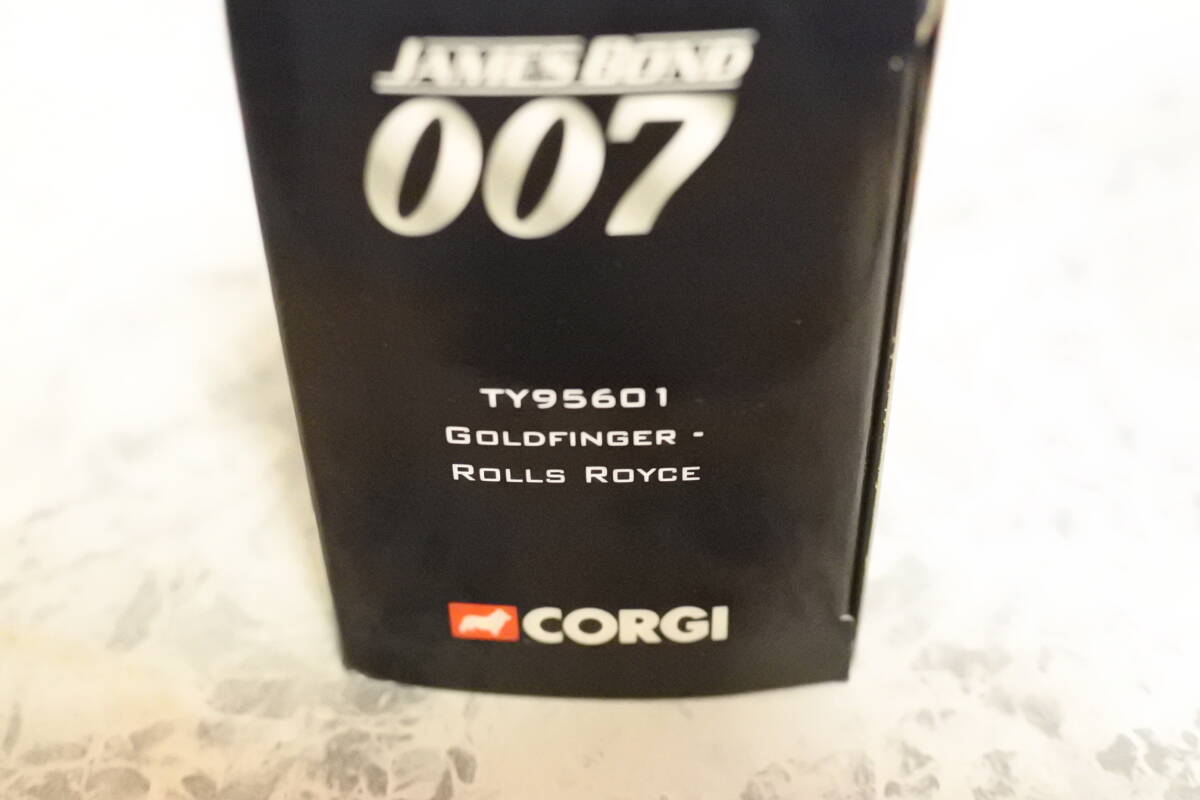 JAMES BOND
007
TY95601
GOLDFINGER -
ROLLS ROYCE
CORGI